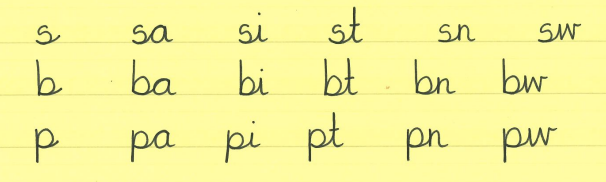 s sa si st sn sw
b ba bi bt bn bw
p pa pi pt pn pw